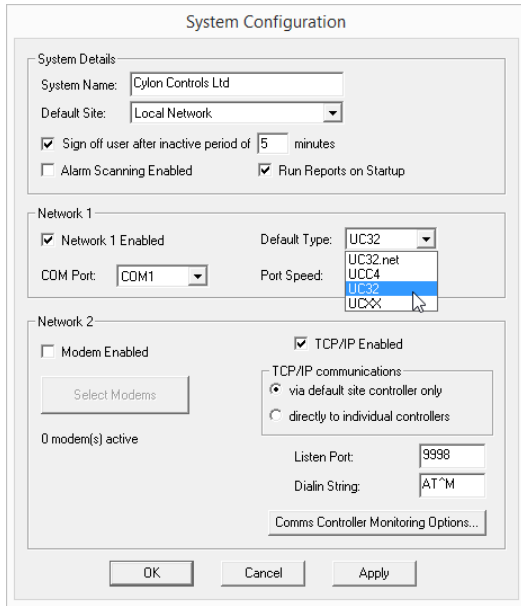 System Configuration
System Details
System Name: Cylon Controls Ltd
Default Site: Local Network
Sign off user after inactive period of 5 minutes
Alarm Scanning Enabled Run Reports on Startup
Network 1
Network 1 Enabled Default Type: UC32
UC32.net
UCC4
COM Port: COM1 Port Speed: UC32
UCXX
Network 2
Modem Enabled TCP/IP Enabled
TCP/IP communications
Select Modems via default site controller only
directly to individual controllers
0 modem(s) active
Listen Port: 9998
Dialin String: AT^M
Comms Controller Monitoring Options...
OK Cancel Apply